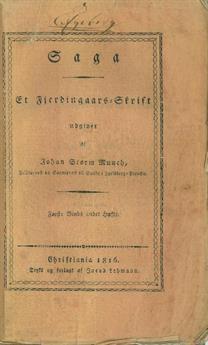 Saga
Et Fjerdingaars-Skrift
udgivet
af
Johan Storm Munch,
Første Binds andet Hefte.
Christiania 1816.
Trykt og forlagt af Jacob Lehmann.